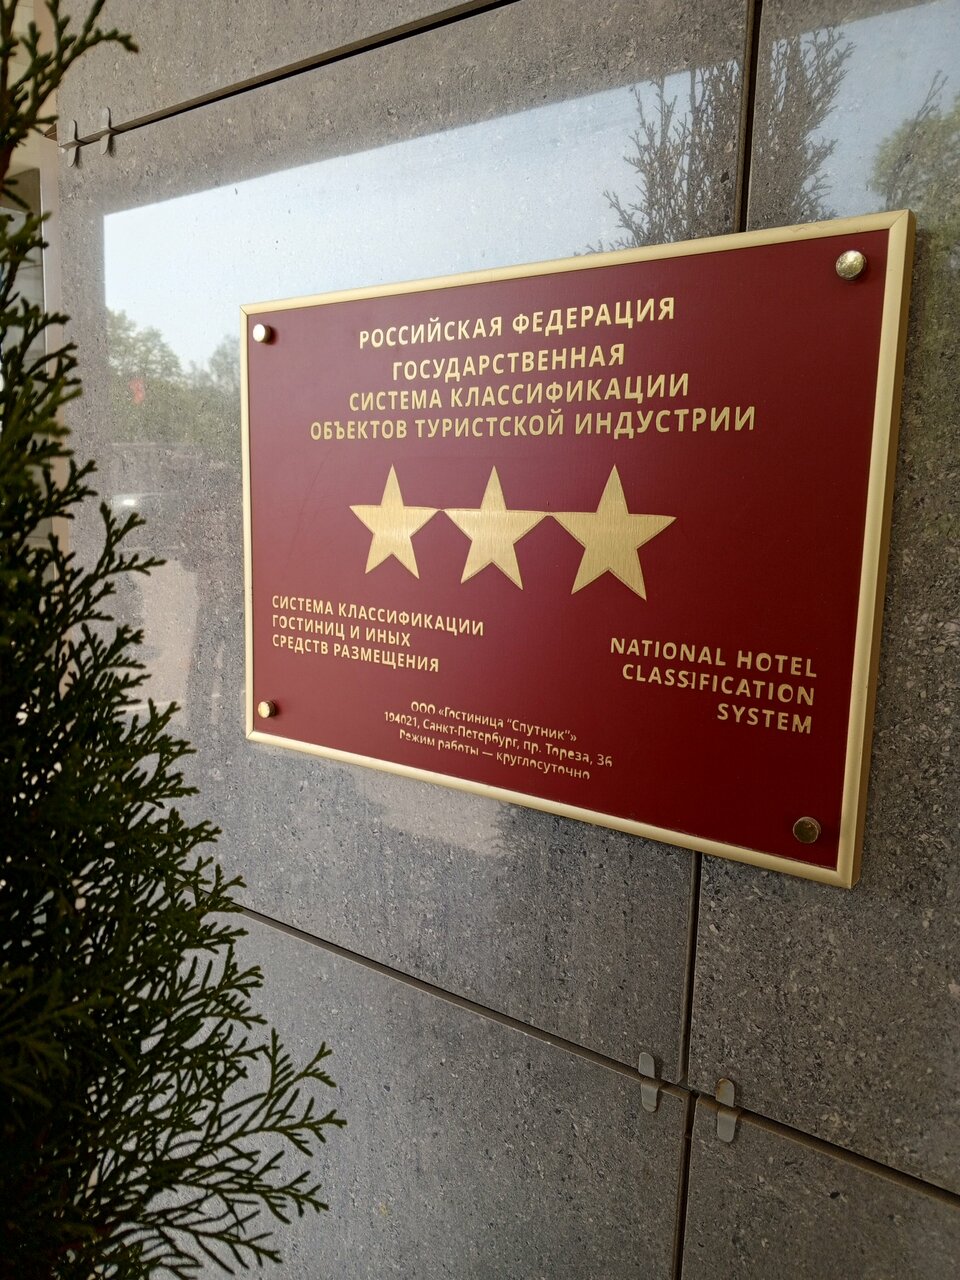 РОССИЙСКАЯ ФЕДЕРАЦИЯ
ГОСУДАРСТВЕННАЯ
СИСТЕМА КЛАССИФИКАЦИИ
ОБЪЕКТОВ ТУРИСТСКОЙ ИНДУСТРИИ
СИСТЕМА КЛАССИФИКАЦИИ
ГОСТИНИЦ И ИНЫХ
СРЕДСТВ РАЗМЕЩЕНИЯ
NATIONAL HOTEL
CLASSIFICATION
SYSTEM
ООО «Гостиница "Спутник"»
194021, Санкт-Петербург, пр. Тореза, 36
Режим работы — круглосуточно